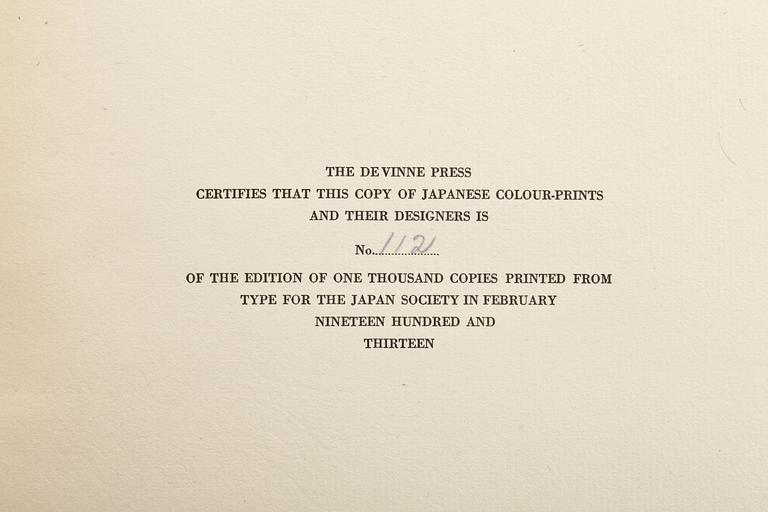 THE DE VINNE PRESS
CERTIFIES THAT THIS COPY OF JAPANESE COLOUR-PRINTS
AND THEIR DESIGNERS IS
No. 112
OF THE EDITION OF ONE THOUSAND COPIES PRINTED FROM
TYPE FOR THE JAPAN SOCIETY IN FEBRUARY
NINETEEN HUNDRED AND
THIRTEEN